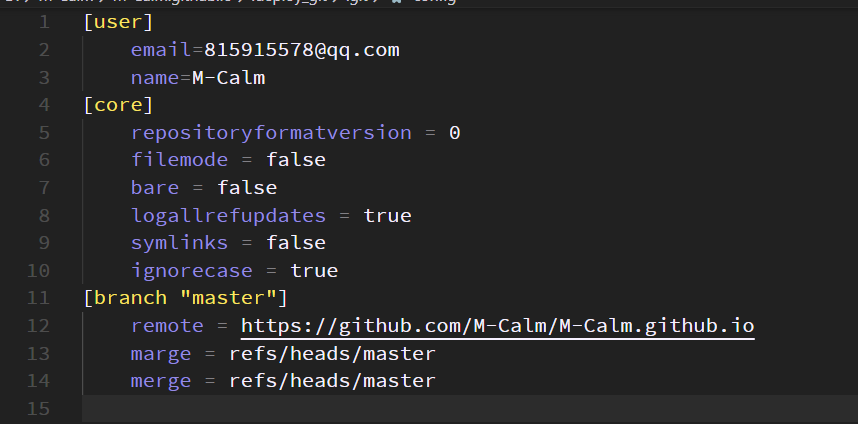 1 [user]
2 email=815915578@qq.com
3 name=M-Calm
4 [core]
5 repositoryformatversion = 0
6 filemode = false
7 bare = false
8 logallrefupdates = true
9 symlinks = false
10 ignorecase = true
11 [branch "master"]
12 remote = https://github.com/M-Calm/M-Calm.github.io
13 marge = refs/heads/master
14 merge = refs/heads/master
15